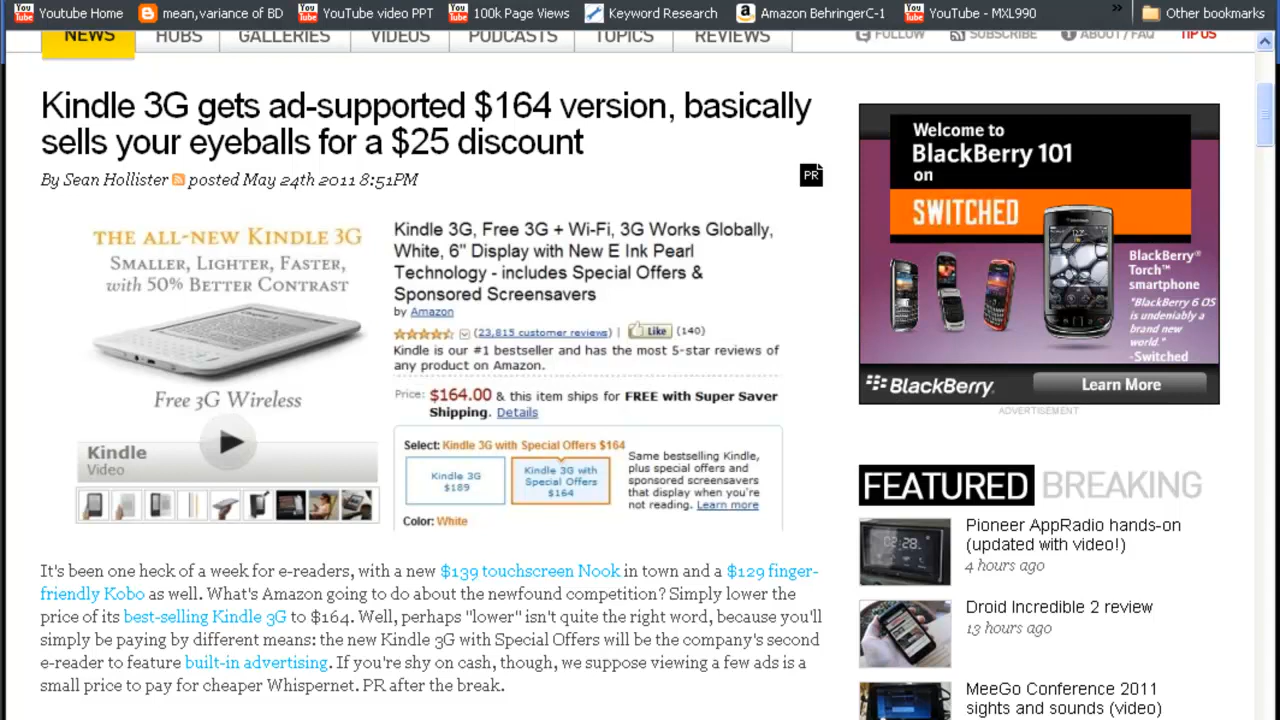 Youtube Home
mean,variance of BD
YouTube video PPT
100k Page Views
Keyword Research
Amazon BehringerC-1
YouTube - MXL990
»
Other bookmarks
NEWS
HUBS
GALLERIES
VIDEOS
PODCASTS
TOPICS
REVIEWS
FOLLOW
SUBSCRIBE
ABOUT / FAQ
TIP US
Kindle 3G gets ad-supported $164 version, basically
sells your eyeballs for a $25 discount
By Sean Hollister posted May 24th 2011 8:51PM
PR
THE ALL-NEW KINDLE 3G
SMALLER, LIGHTER, FASTER,
with 50% BETTER CONTRAST
Free 3G Wireless
Kindle
Video
Kindle 3G, Free 3G + Wi-Fi, 3G Works Globally,
White, 6" Display with New E Ink Pearl
Technology - includes Special Offers &
Sponsored Screensavers
by Amazon
(23,815 customer reviews) | Like (140)
Kindle is our #1 bestseller and has the most 5-star reviews of
any product on Amazon.
Price: $164.00 & this item ships for FREE with Super Saver
Shipping. Details
Select: Kindle 3G with Special Offers $164
Kindle 3G
$189
Kindle 3G with
Special Offers
$164
Same bestselling Kindle,
plus special offers and
sponsored screensavers
that display when you're
not reading. Learn more
Color: White
It's been one heck of a week for e-readers, with a new $139 touchscreen Nook in town and a $129 finger-
friendly Kobo as well. What's Amazon going to do about the newfound competition? Simply lower the
price of its best-selling Kindle 3G to $164. Well, perhaps "lower" isn't quite the right word, because you'll
simply be paying by different means: the new Kindle 3G with Special Offers will be the company's second
e-reader to feature built-in advertising. If you're shy on cash, though, we suppose viewing a few ads is a
small price to pay for cheaper Whispernet. PR after the break.
Welcome to
BlackBerry 101
on
SWITCHED
BlackBerry®
Torch™
smartphone
"BlackBerry 6 OS
is undeniably a
brand new
world."
-Switched
BlackBerry.
Learn More
ADVERTISEMENT
FEATURED BREAKING
Pioneer AppRadio hands-on
(updated with video!)
4 hours ago
02:28
Droid Incredible 2 review
13 hours ago
MeeGo Conference 2011
sights and sounds (video)